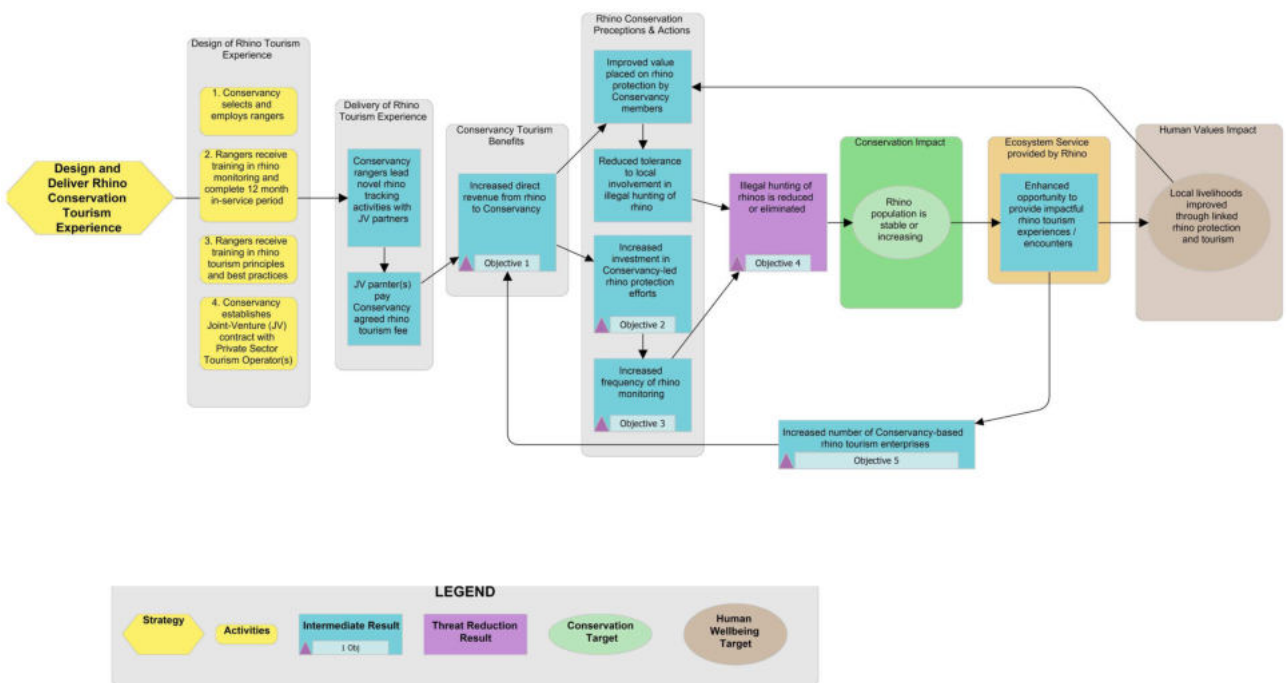 Design and
Deliver Rhino
Conservation
Tourism
Experience
Design of Rhino Tourism
Experience
1. Conservancy
selects and
employs rangers
2. Rangers receive
training in rhino
monitoring and
complete 12 month
in-service period
3. Rangers receive
training in rhino
tourism principles
and best practices
4. Conservancy
establishes
Joint-Venture (JV)
contract with
Private Sector
Tourism Operator(s)
Delivery of Rhino
Tourism Experience
Conservancy
rangers lead
novel rhino
tracking
activities with
JV partners
JV parnter(s)
pay
Conservancy
agreed rhino
tourism fee
Conservancy Tourism
Benefits
Increased direct
revenue from rhino
to Conservancy
Objective 1
Rhino Conservation
Preceptions & Actions
Improved value
placed on rhino
protection by
Conservancy
members
Reduced tolerance
to local
involvement in
illegal hunting of
rhino
Increased
investment in
Conservancy-led
rhino protection
efforts
Objective 2
Increased
frequency of rhino
monitoring
Objective 3
Illegal hunting of
rhinos is reduced
or eliminated
Objective 4
Conservation Impact
Rhino
population is
stable or
increasing
Ecosystem Service
provided by Rhino
Enhanced
opportunity to
provide impactful
rhino tourism
experiences /
encounters
Human Values Impact
Local livelihoods
improved
through linked
rhino protection
and tourism
Increased number of Conservancy-based
rhino tourism enterprises
Objective 5
LEGEND
Strategy
Activities
Intermediate Result
1 Obj
Threat Reduction
Result
Conservation
Target
Human
Wellbeing
Target